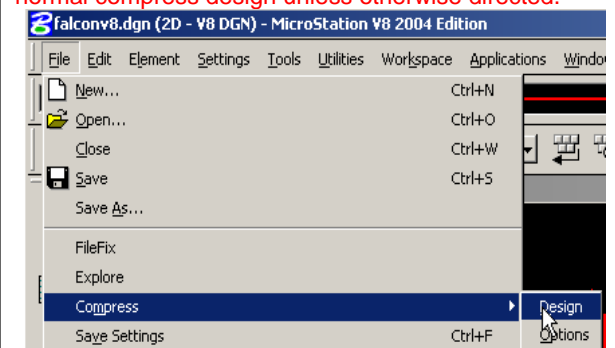 normal compress design unless otherwise directed.
falconv8.dgn (2D - V8 DGN) - MicroStation V8 2004 Edition
File Edit Element Settings Tools Utilities Workspace Applications Windo
New... Ctrl+N
Open... Ctrl+O
Close Ctrl+W
Save Ctrl+S
Save As...
FileFix
Explore
Compress Design
Save Settings Ctrl+F Options